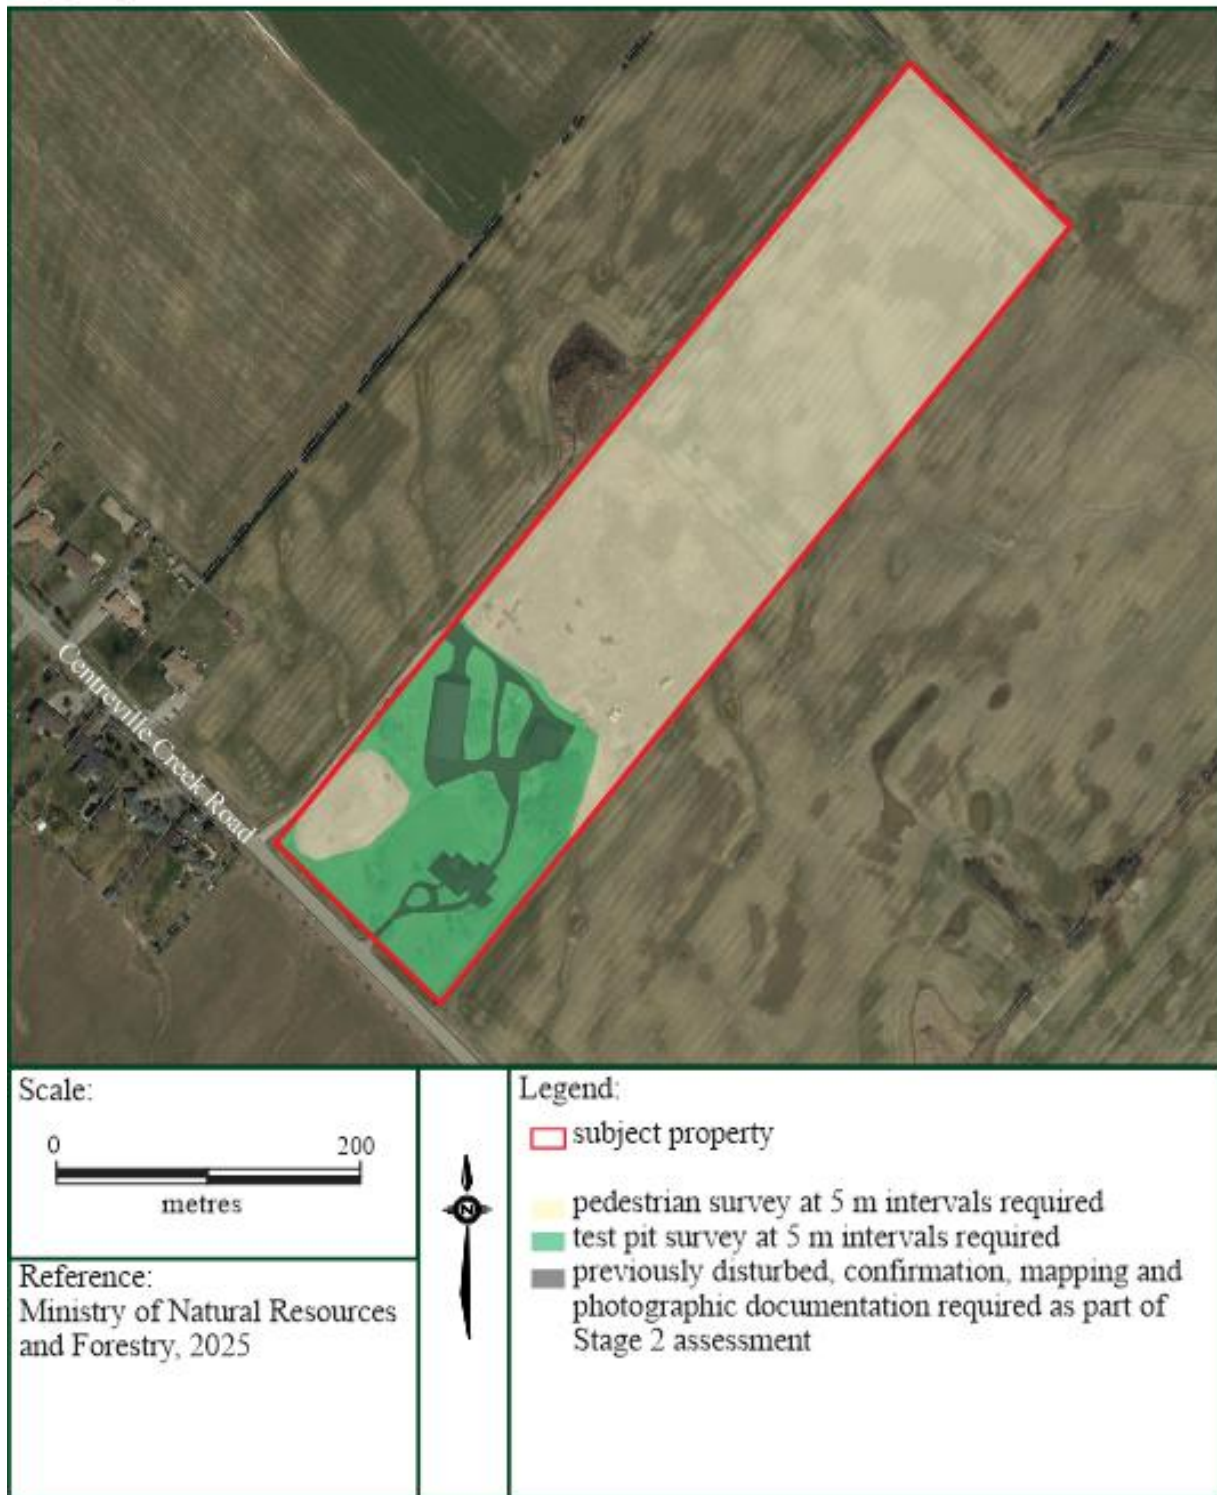 Centreville Creek Road
Scale:
0 200
metres
N
Legend:
subject property
pedestrian survey at 5 m intervals required
test pit survey at 5 m intervals required
previously disturbed, confirmation, mapping and
photographic documentation required as part of
Stage 2 assessment
Reference:
Ministry of Natural Resources
and Forestry, 2025